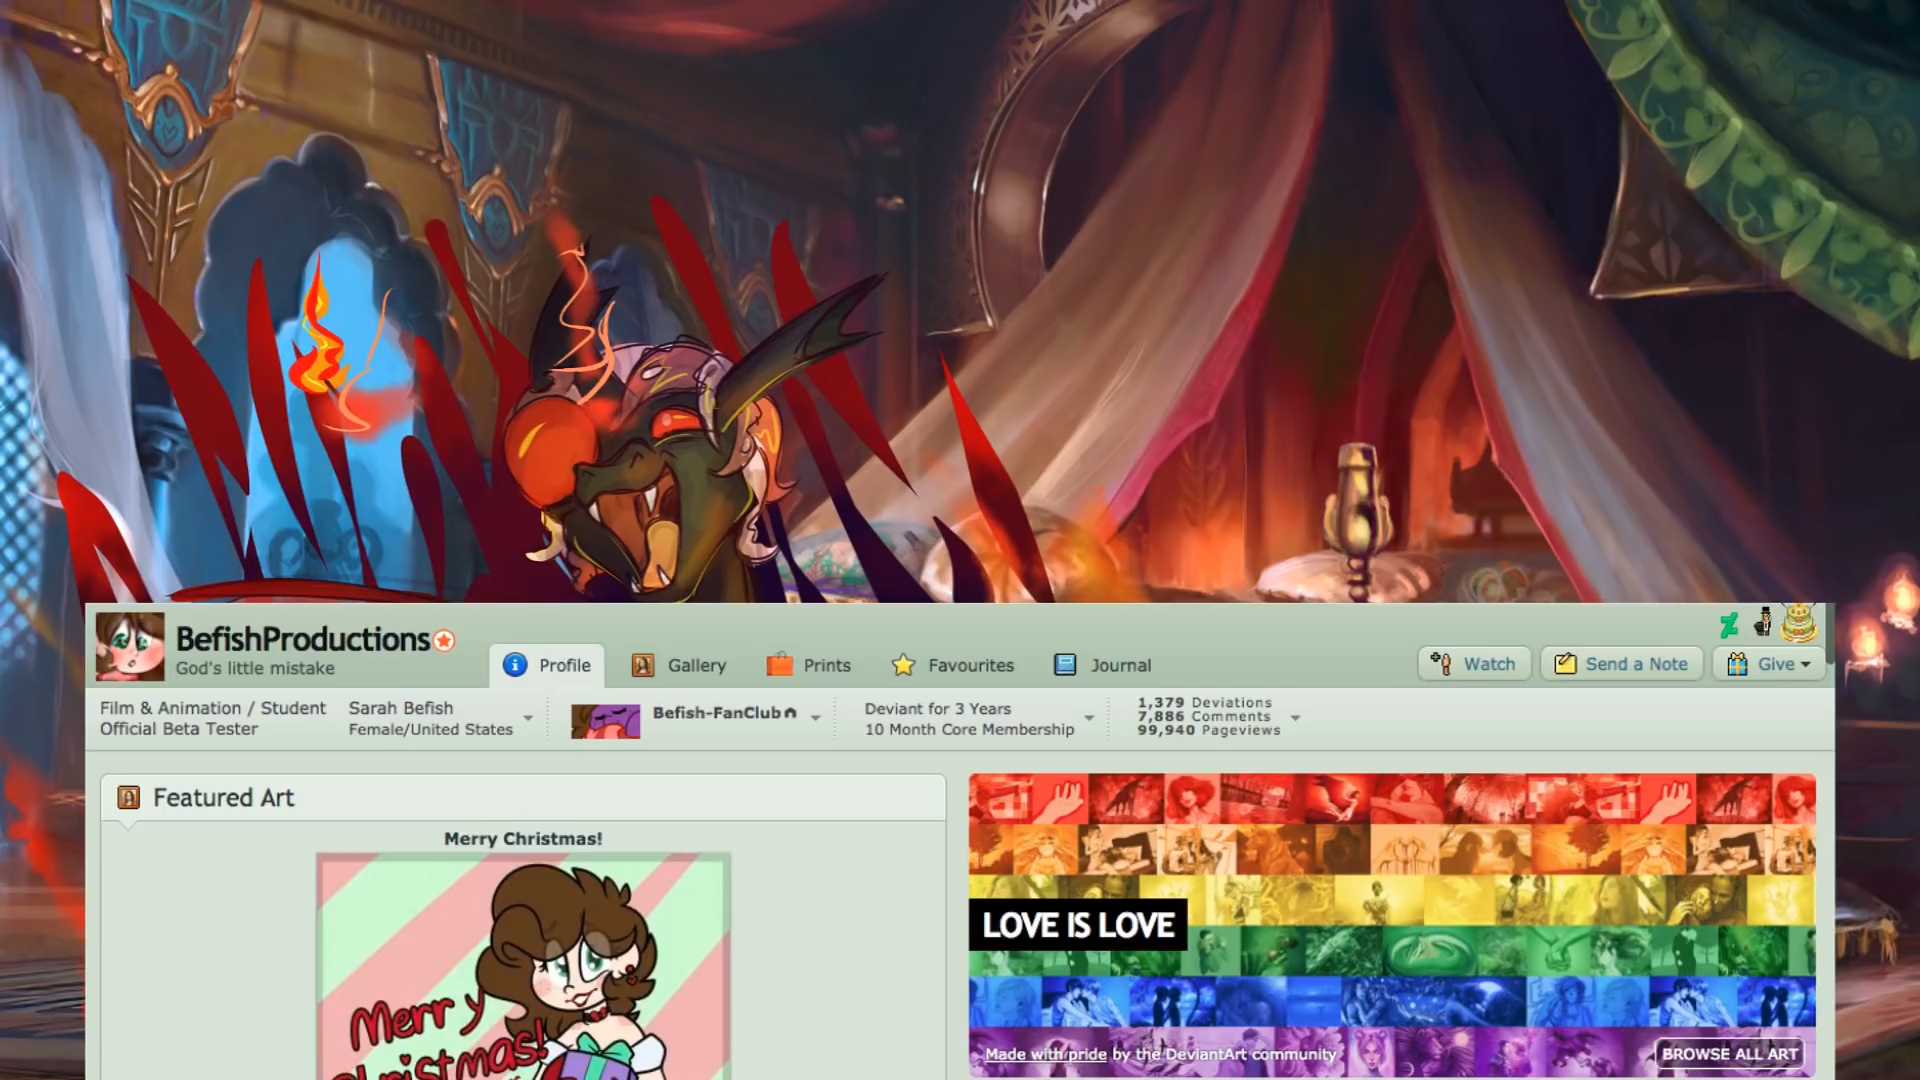 BefishProductions
God's little mistake
Profile
Gallery
Prints
Favourites
Journal
Watch
Send a Note
Give
Film & Animation / Student
Official Beta Tester
Sarah Befish
Female/United States
Befish-FanClub
Deviant for 3 Years
10 Month Core Membership
1,379 Deviations
7,886 Comments
99,940 Pageviews
Featured Art
Merry Christmas!
Merry
Christmas!
LOVE IS LOVE
Made with pride by the DeviantArt community
BROWSE ALL ART